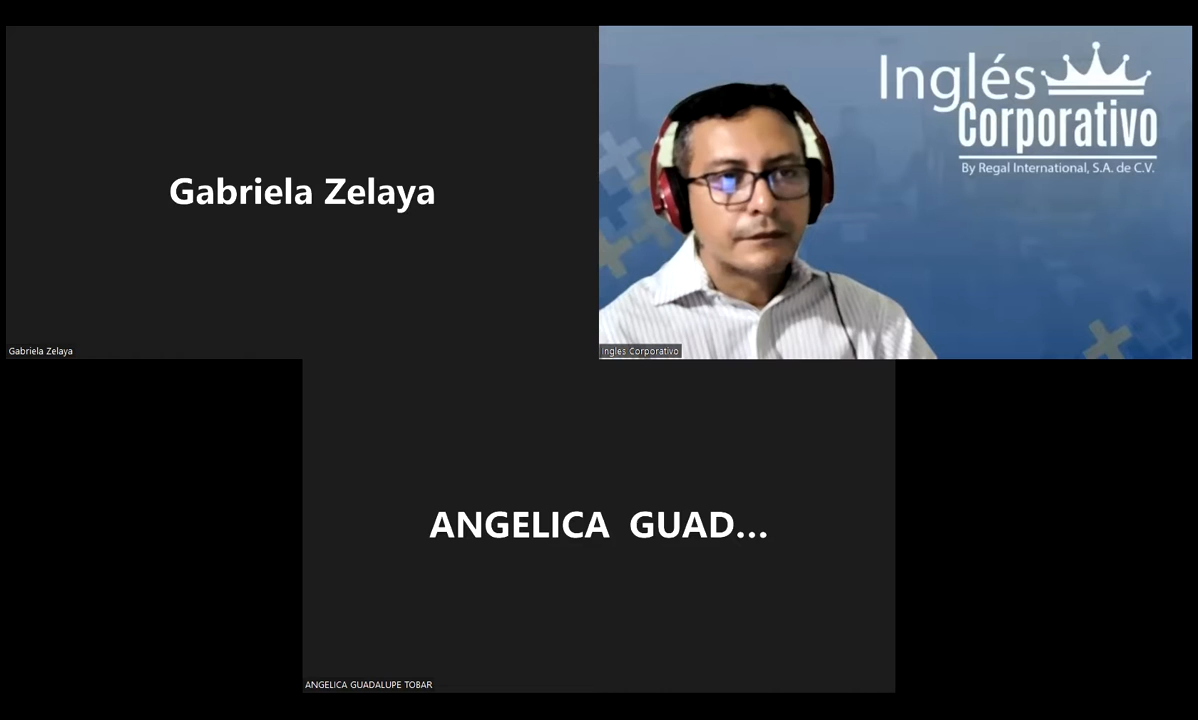 Gabriela Zelaya
Gabriela Zelaya
Inglés
Corporativo
By Regal International, S.A. de C.V.
Ingles Corporativo
ANGELICA GUAD...
ANGELICA GUADALUPE TOBAR